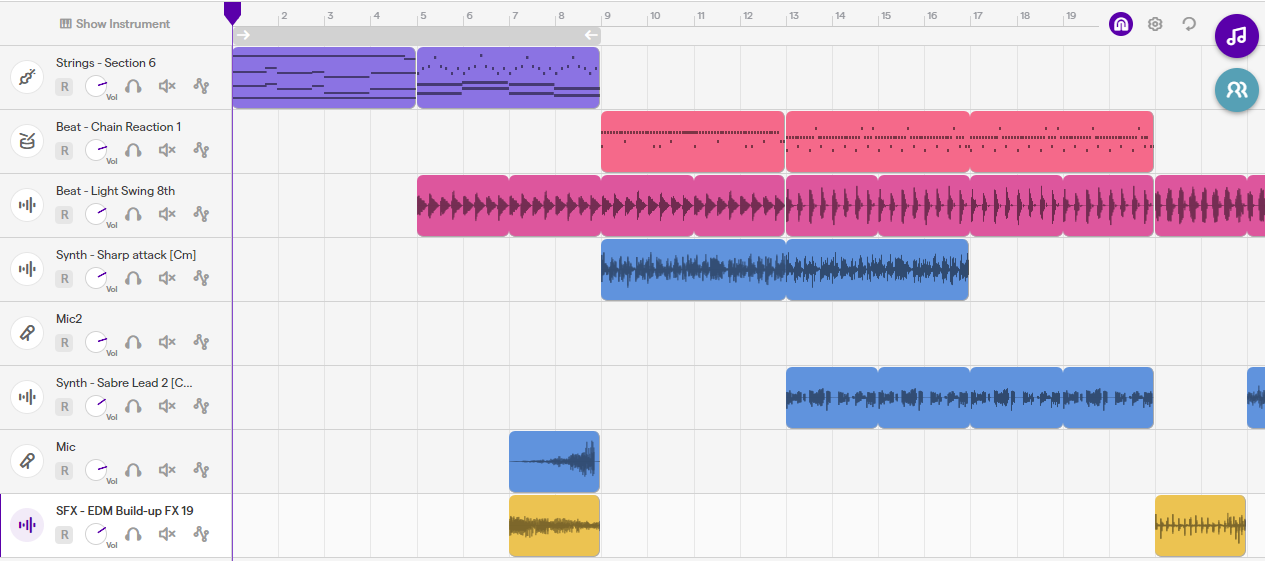 Show Instrument
2 3 4 5 6 7 8 9 10 11 12 13 14 15 16 17 18 19
Strings - Section 6
R Vol
Beat - Chain Reaction 1
R Vol
Beat - Light Swing 8th
R Vol
Synth - Sharp attack [Cm]
R Vol
Mic2
R Vol
Synth - Sabre Lead 2 [C...
R Vol
Mic
R Vol
SFX - EDM Build-up FX 19
R Vol